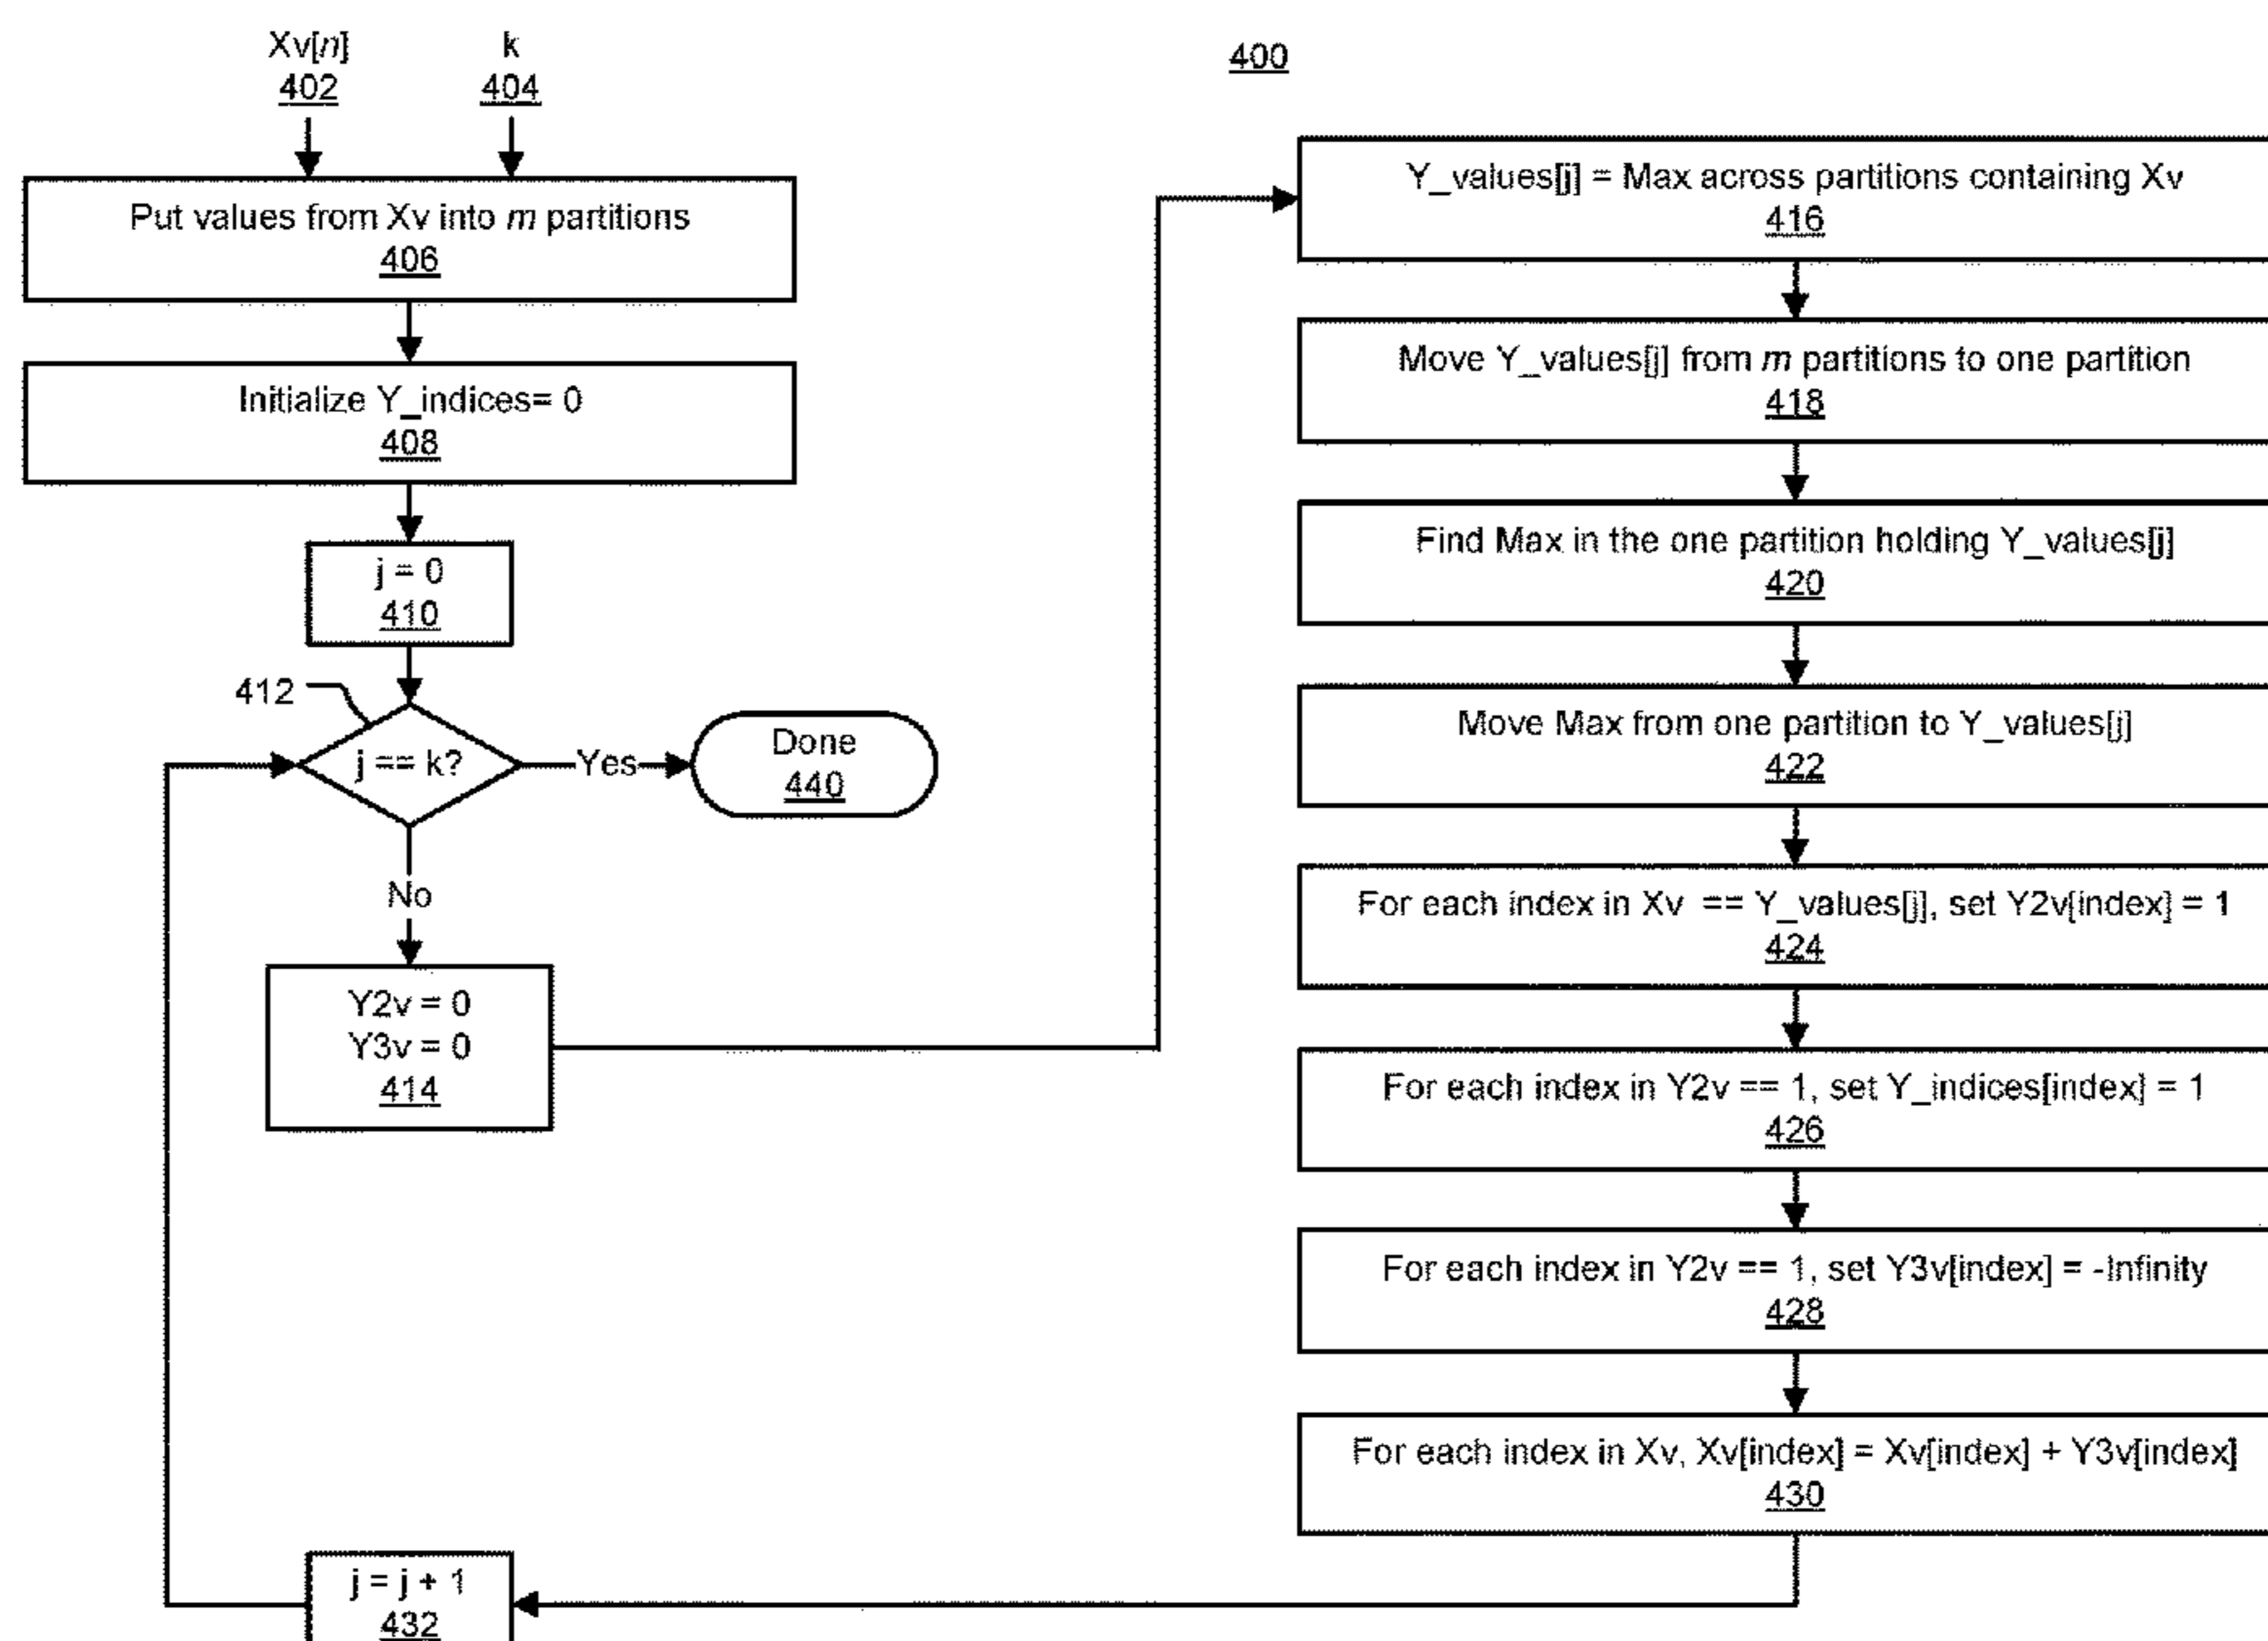 Xv[n]
402
k
404
400
Put values from Xv into m partitions
406
Initialize Y_indices= 0
408
j = 0
410
412
j == k?
Yes
Done
440
No
Y2v = 0
Y3v = 0
414
Y_values[j] = Max across partitions containing Xv
416
Move Y_values[j] from m partitions to one partition
418
Find Max in the one partition holding Y_values[j]
420
Move Max from one partition to Y_values[j]
422
For each index in Xv == Y_values[j], set Y2v[index] = 1
424
For each index in Y2v == 1, set Y_indices[index] = 1
426
For each index in Y2v == 1, set Y3v[index] = -Infinity
428
For each index in Xv, Xv[index] = Xv[index] + Y3v[index]
430
j = j + 1
432